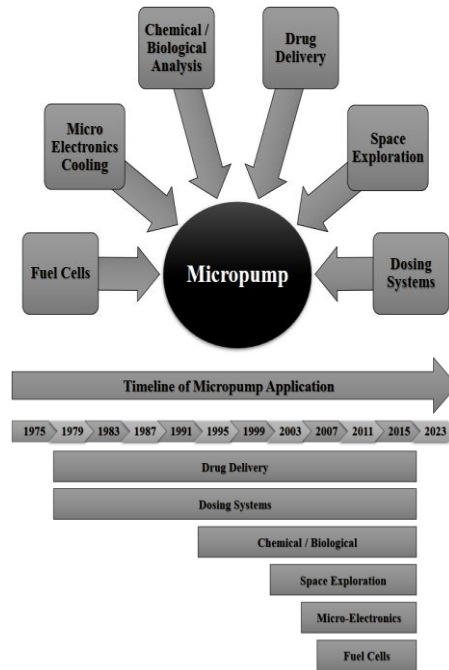 Chemical /
Biological
Analysis
Drug
Delivery
Micro
Electronics
Cooling
Space
Exploration
Fuel Cells
Micropump
Dosing
Systems
Timeline of Micropump Application
1975 1979 1983 1987 1991 1995 1999 2003 2007 2011 2015 2023
Drug Delivery
Dosing Systems
Chemical / Biological
Space Exploration
Micro-Electronics
Fuel Cells